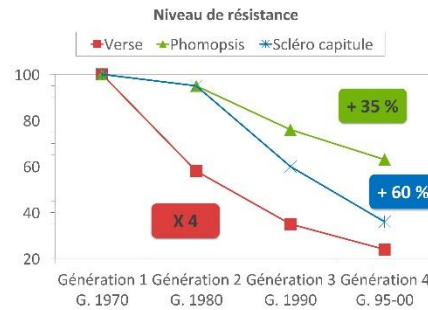 Niveau de résistance
Verse Phomopsis Scléro capitule
100
80
60
40
20
+ 35 %
+ 60 %
X 4
Génération 1 Génération 2 Génération 3 Génération 4
G. 1970 G. 1980 G. 1990 G. 95-00